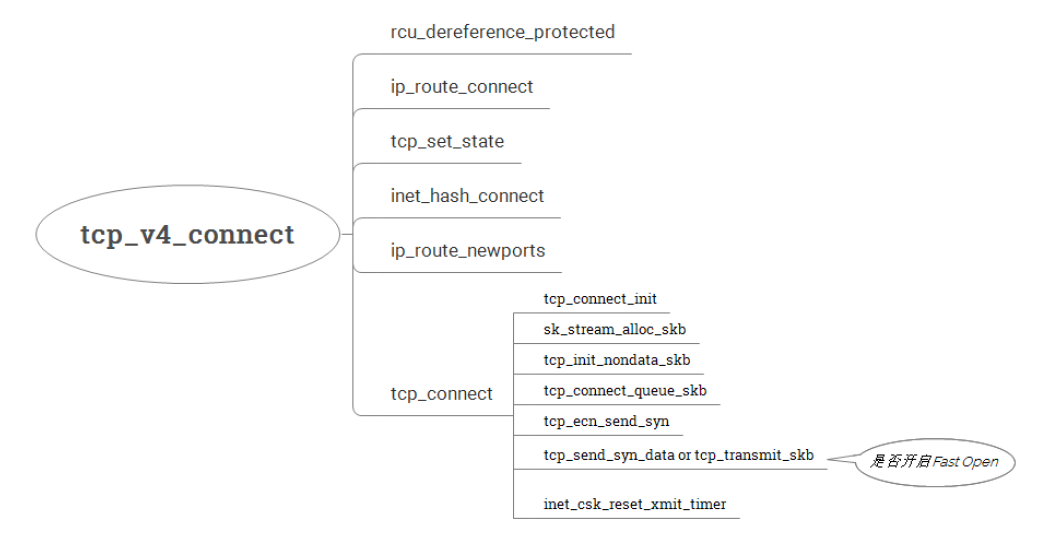 tcp_v4_connect
rcu_dereference_protected
ip_route_connect
tcp_set_state
inet_hash_connect
ip_route_newports
tcp_connect
tcp_connect_init
sk_stream_alloc_skb
tcp_init_nondata_skb
tcp_connect_queue_skb
tcp_ecn_send_syn
tcp_send_syn_data or tcp_transmit_skb
是否开启Fast Open
inet_csk_reset_xmit_timer